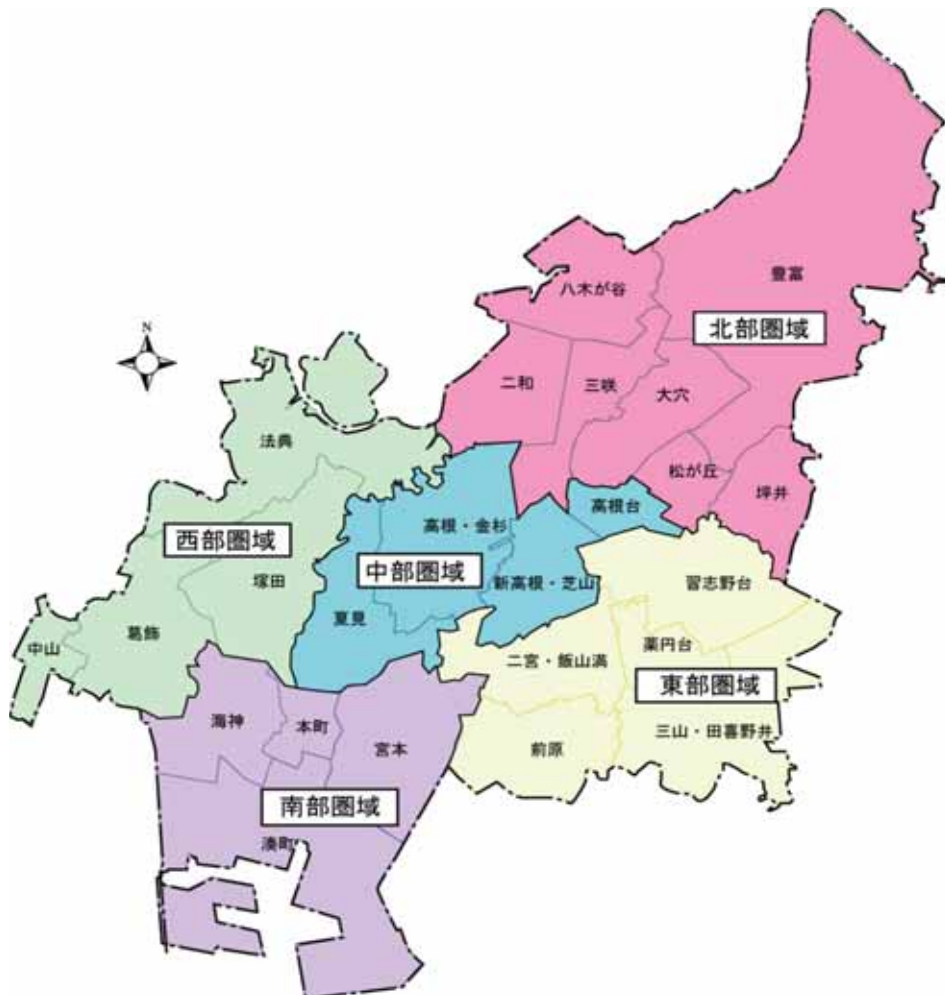 豊富
八木が谷
北部圏域
N
二和
三咲
大穴
法典
松が丘
坪井
高根台
高根・金杉
西部圏域
中部圏域
塚田
新高根・芝山
習志野台
夏見
葛飾
中山
薬円台
二宮・飯山満
東部圏域
海神
本町
宮本
前原
三山・田喜野井
南部圏域
湊町